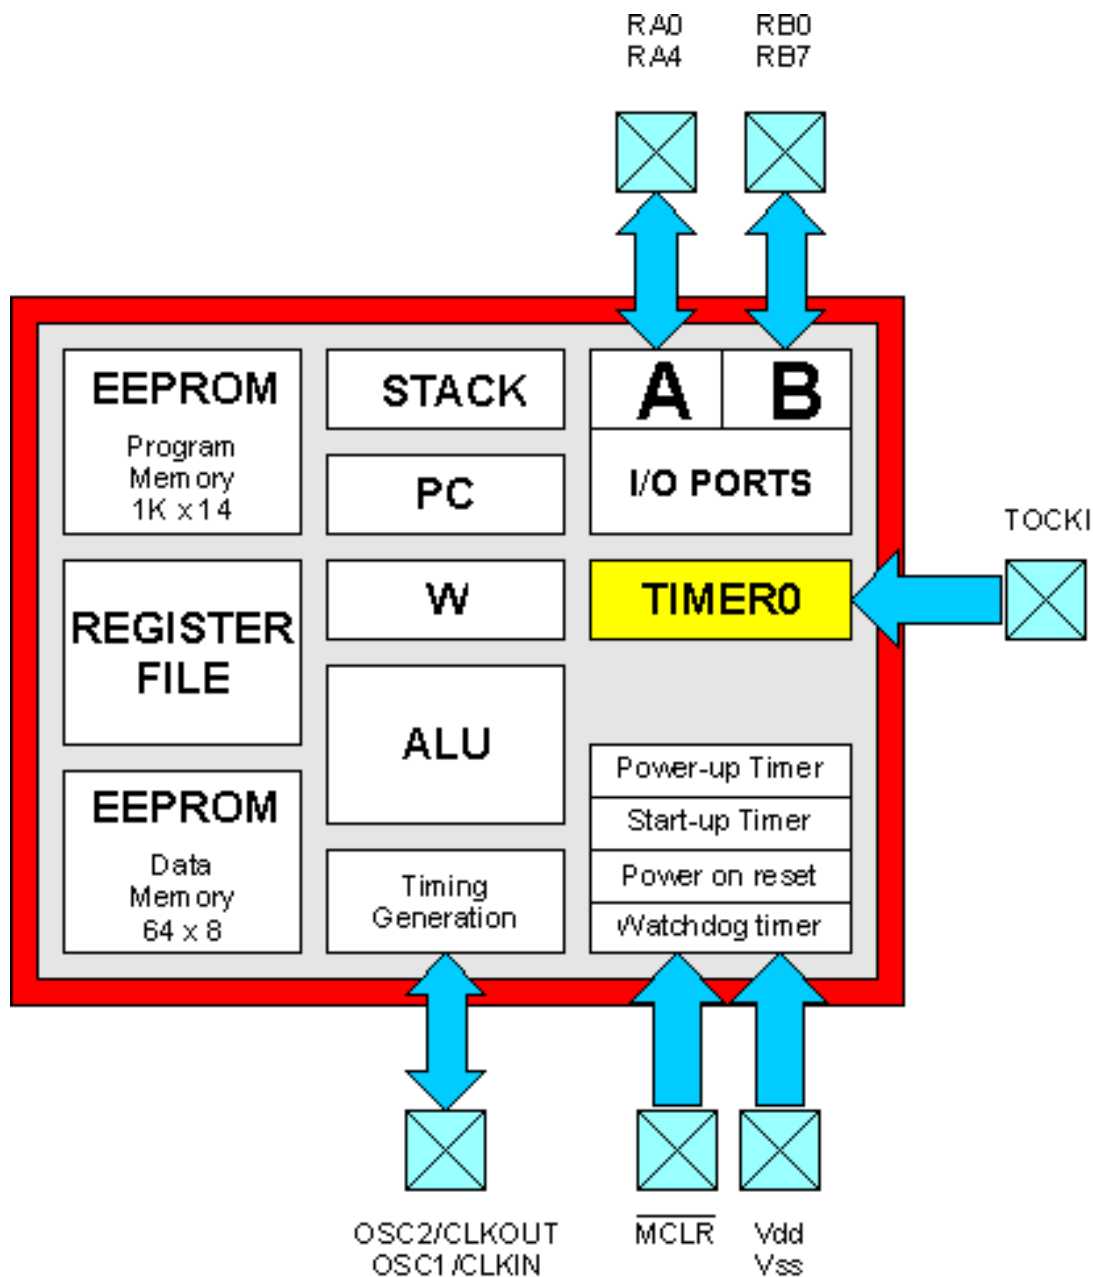 RA0
RA4
RB0
RB7
EEPROM
Program
Memory
1K x14
STACK
A
B
PC
I/O PORTS
TOCKI
REGISTER
FILE
W
TIMER0
ALU
EEPROM
Data
Memory
64 x 8
Timing
Generation
Power-up Timer
Start-up Timer
Power on reset
Watchdog timer
OSC2/CLKOUT
OSC1/CLKIN
MCLR
Vdd
Vss